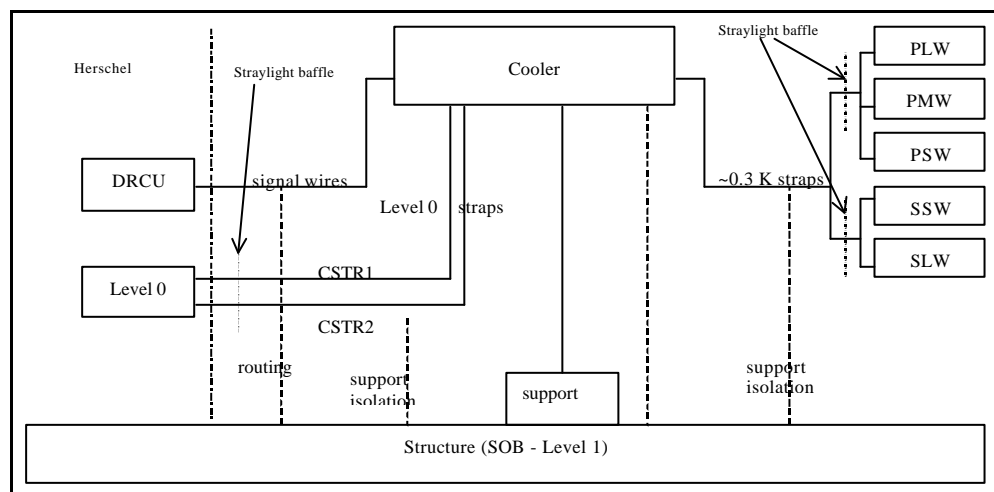 Straylight baffle
PLW
Herschel
Straylight baffle
Cooler
PMW
PSW
DRCU
signal wires
~0.3 K straps
Level 0 straps
SSW
SLW
CSTR1
Level 0
CSTR2
routing
support
isolation
support
support
isolation
Structure (SOB - Level 1)